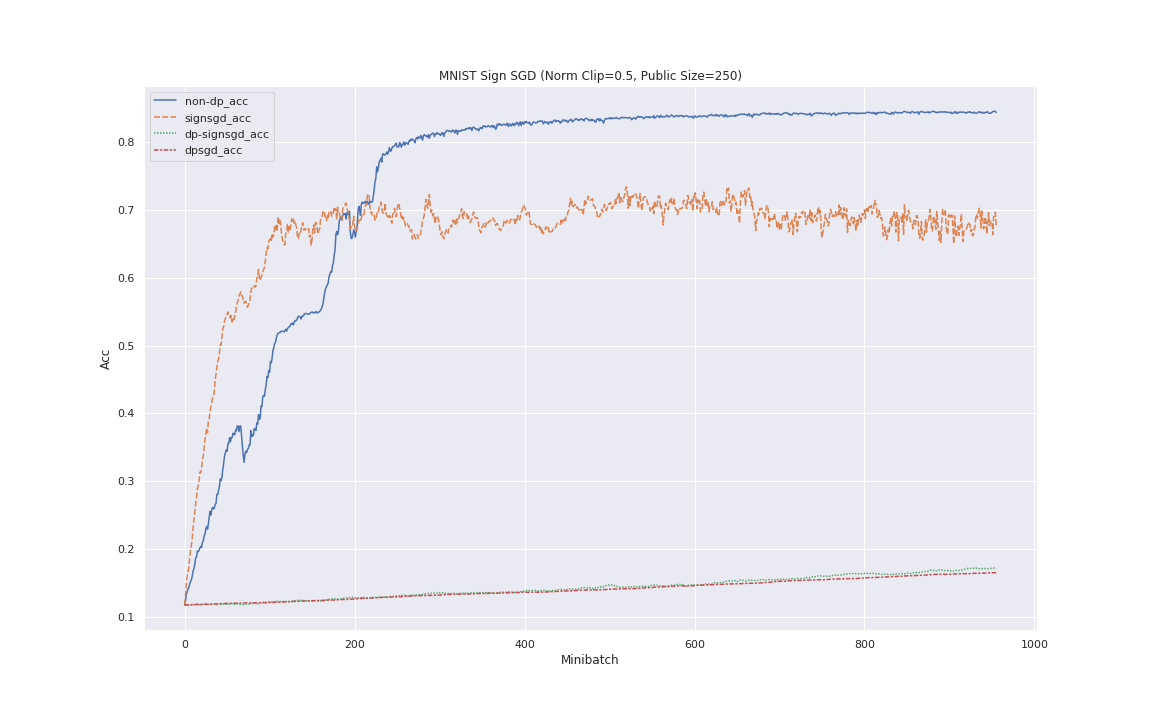 MNIST Sign SGD (Norm Clip=0.5, Public Size=250)
non-dp_acc
signsgd_acc
dp-signsgd_acc
dpsgd_acc
0.8
0.7
0.6
0.5
0.4
0.3
0.2
0.1
Acc
0 200 400 600 800 1000
Minibatch